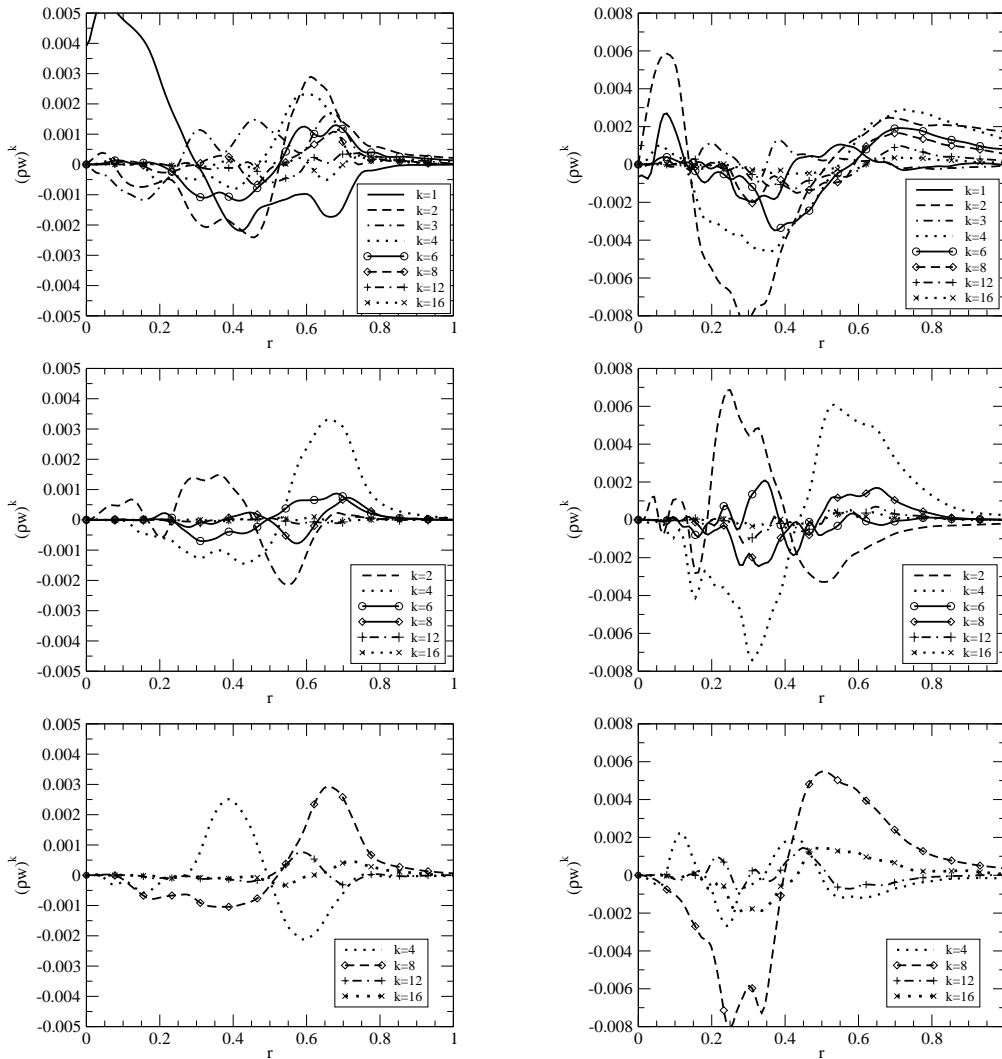 0.005
0.004
0.003
0.002
0.001
0
-0.001
-0.002
-0.003
-0.004
-0.005
(ρw)^k
0 0.2 0.4 0.6 0.8 1
r
k=1
k=2
k=3
k=4
k=6
k=8
k=12
k=16
0.008
0.006
0.004
0.002
0
-0.002
-0.004
-0.006
-0.008
(ρw)^k
0 0.2 0.4 0.6 0.8
r
k=1
k=2
k=3
k=4
k=6
k=8
k=12
k=16
0.005
0.004
0.003
0.002
0.001
0
-0.001
-0.002
-0.003
-0.004
-0.005
(ρw)^k
0 0.2 0.4 0.6 0.8 1
r
k=2
k=4
k=6
k=8
k=12
k=16
0.008
0.006
0.004
0.002
0
-0.002
-0.004
-0.006
-0.008
(ρw)^k
0 0.2 0.4 0.6 0.8
r
k=2
k=4
k=6
k=8
k=12
k=16
0.005
0.004
0.003
0.002
0.001
0
-0.001
-0.002
-0.003
-0.004
-0.005
(ρw)^k
0 0.2 0.4 0.6 0.8 1
r
k=4
k=8
k=12
k=16
0.008
0.006
0.004
0.002
0
-0.002
-0.004
-0.006
-0.008
(ρw)^k
0 0.2 0.4 0.6 0.8
r
k=4
k=8
k=12
k=16